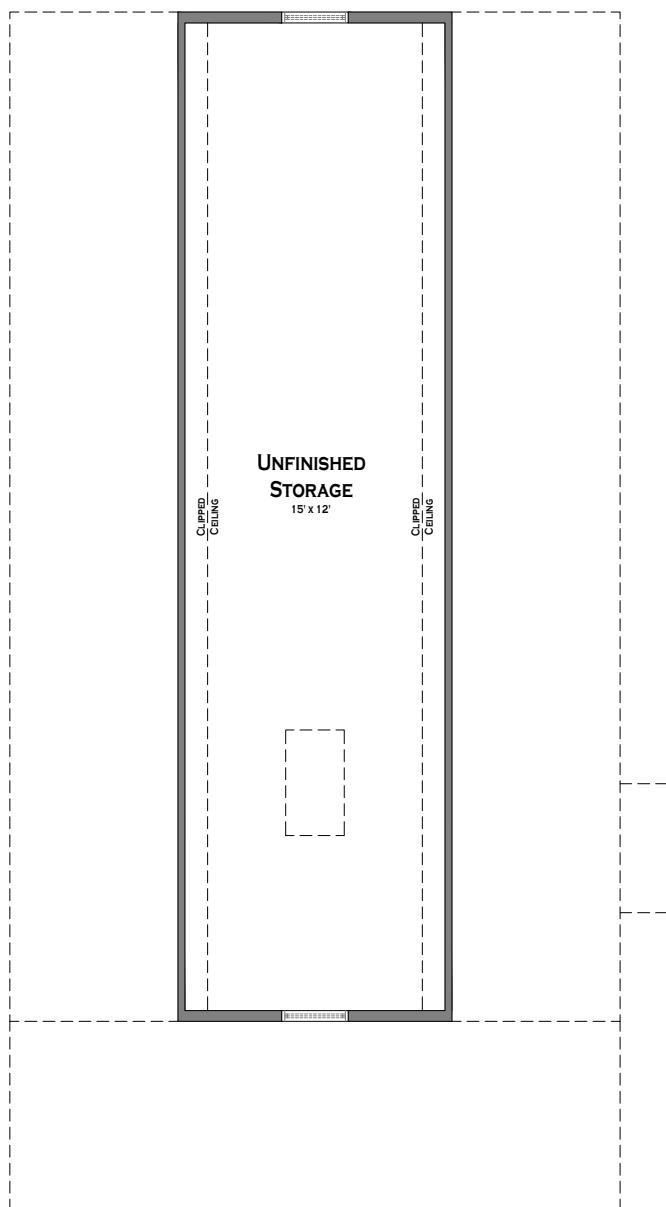 UNFINISHED
STORAGE
15' x 12'
CLIPPED
CEILING
CLIPPED
CEILING